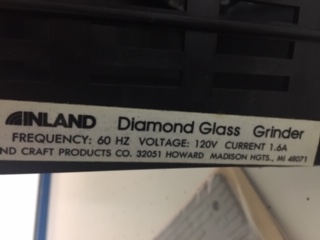 INLAND Diamond Glass Grinder
FREQUENCY: 60 HZ VOLTAGE: 120V CURRENT 1.6A
ND CRAFT PRODUCTS CO. 32051 HOWARD MADISON HGTS., MI 48071